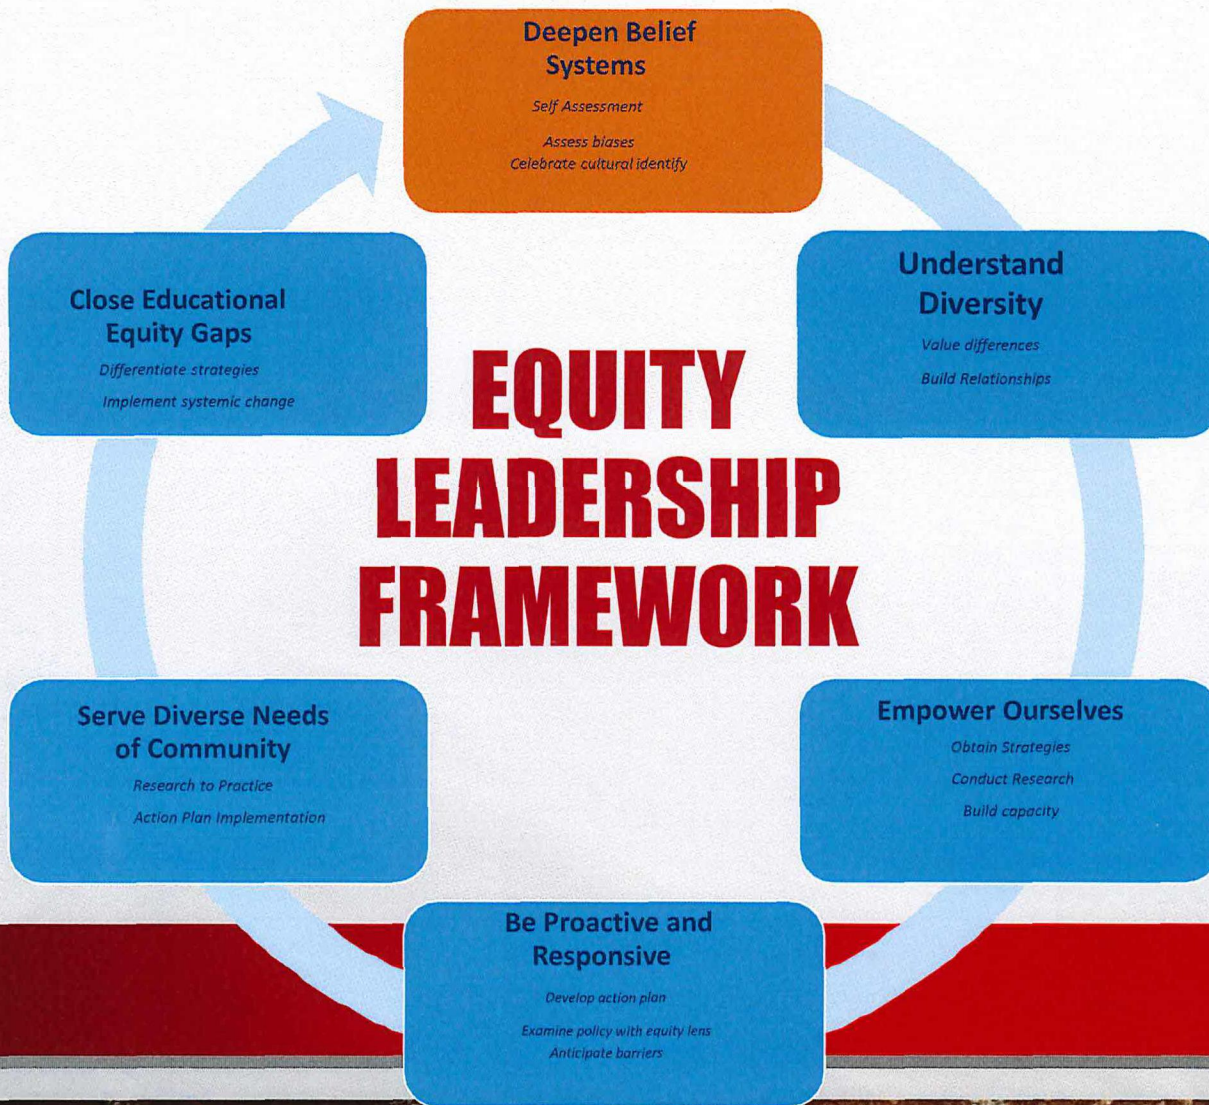 Deepen Belief
Systems
Self Assessment
Assess biases
Celebrate cultural identify
Understand
Diversity
Value differences
Build Relationships
Empower Ourselves
Obtain Strategies
Conduct Research
Build capacity
Be Proactive and
Responsive
Develop action plan
Examine policy with equity lens
Anticipate barriers
Serve Diverse Needs
of Community
Research to Practice
Action Plan Implementation
Close Educational
Equity Gaps
Differentiate strategies
Implement systemic change
EQUITY
LEADERSHIP
FRAMEWORK